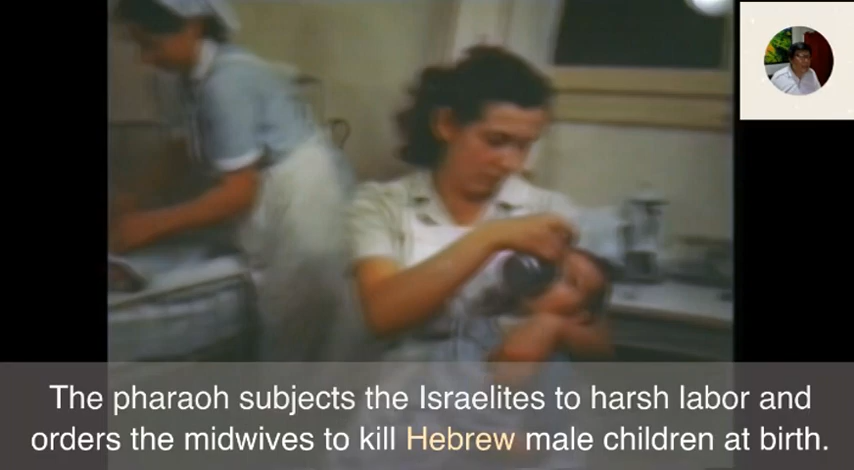 The pharaoh subjects the Israelites to harsh labor and
orders the midwives to kill Hebrew male children at birth.